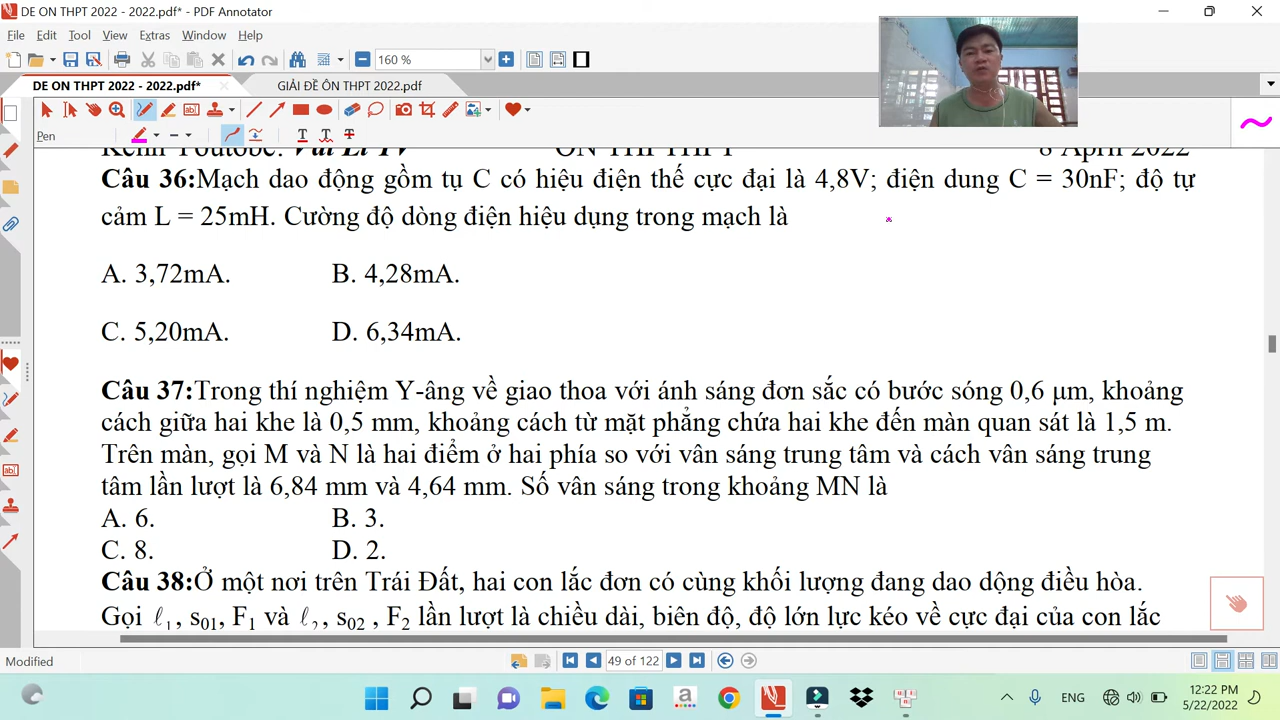 DE ON THPT 2022 - 2022.pdf* - PDF Annotator
File Edit Tool View Extras Window Help
160 %
DE ON THPT 2022 - 2022.pdf* GIẢI ĐỀ ÔN THPT 2022.pdf
Pen
Kênh Youtobe: Vui Lí TV ÔN THI THPT 8 April 2022
Câu 36:Mạch dao động gồm tụ C có hiệu điện thế cực đại là 4,8V; điện dung C = 30nF; độ tự
cảm L = 25mH. Cường độ dòng điện hiệu dụng trong mạch là
A. 3,72mA. B. 4,28mA.
C. 5,20mA. D. 6,34mA.
Câu 37:Trong thí nghiệm Y-âng về giao thoa với ánh sáng đơn sắc có bước sóng 0,6 μm, khoảng
cách giữa hai khe là 0,5 mm, khoảng cách từ mặt phẳng chứa hai khe đến màn quan sát là 1,5 m.
Trên màn, gọi M và N là hai điểm ở hai phía so với vân sáng trung tâm và cách vân sáng trung
tâm lần lượt là 6,84 mm và 4,64 mm. Số vân sáng trong khoảng MN là
A. 6. B. 3.
C. 8. D. 2.
Câu 38:Ở một nơi trên Trái Đất, hai con lắc đơn có cùng khối lượng đang dao dộng điều hòa.
Gọi ℓ1, s01, F1 và ℓ2, s02 , F2 lần lượt là chiều dài, biên độ, độ lớn lực kéo về cực đại của con lắc
Modified 49 of 122
ENG 12:22 PM
5/22/2022